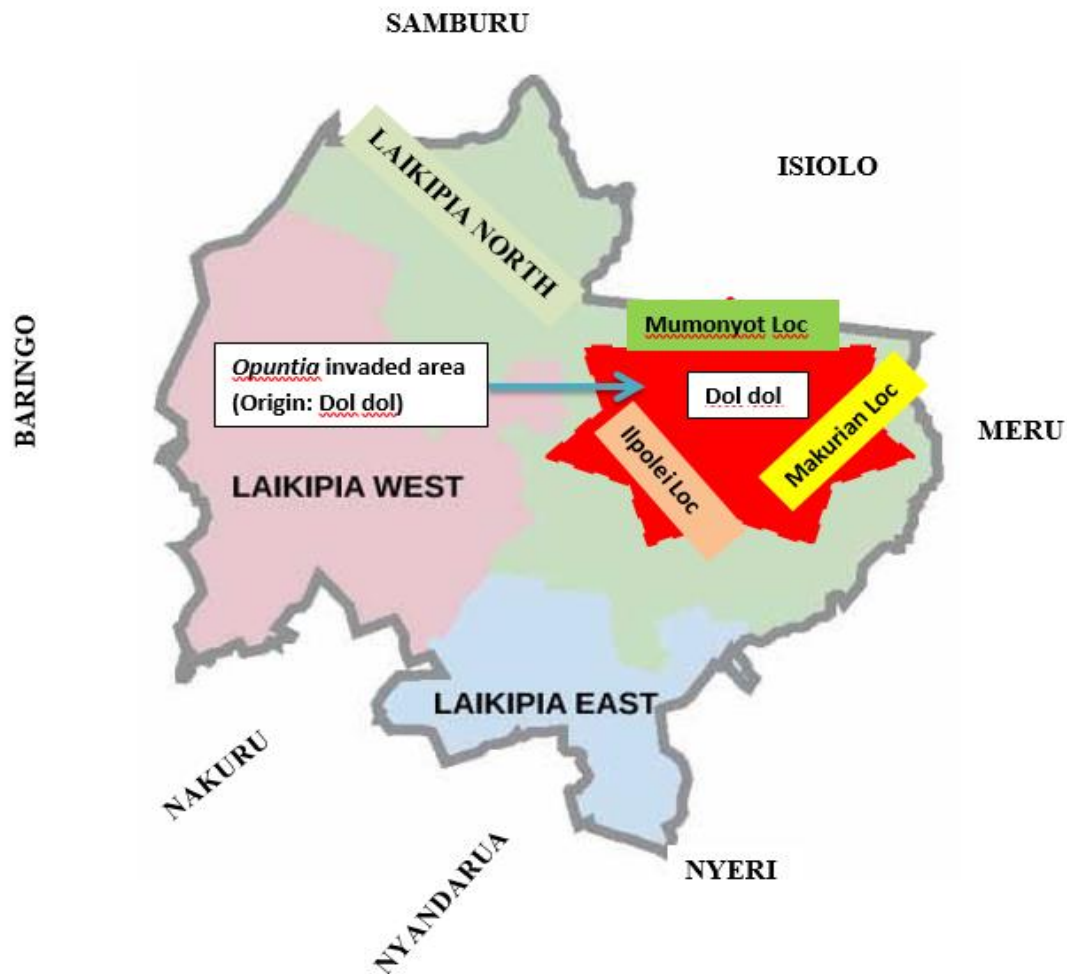 SAMBURU
ISIOLO
LAIKIPIA NORTH
Mumonyot Loc
BARINGO
Opuntia invaded area
(Origin: Dol dol)
Dol dol
Ilpolei Loc
Makurian Loc
MERU
LAIKIPIA WEST
LAIKIPIA EAST
NAKURU
NYANDARUA
NYERI